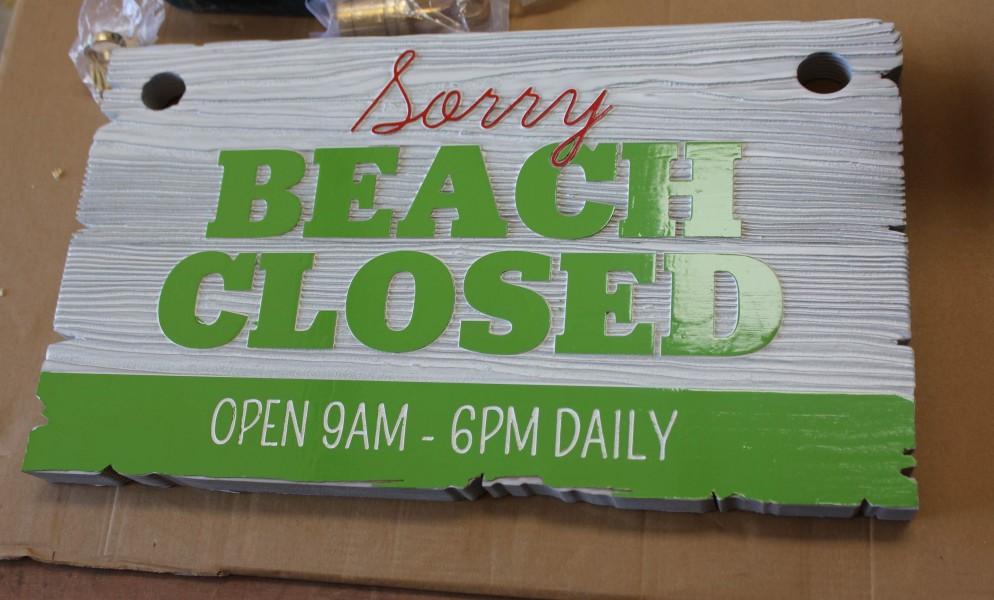 Sorry
BEACH
CLOSED
OPEN 9AM - 6PM DAILY